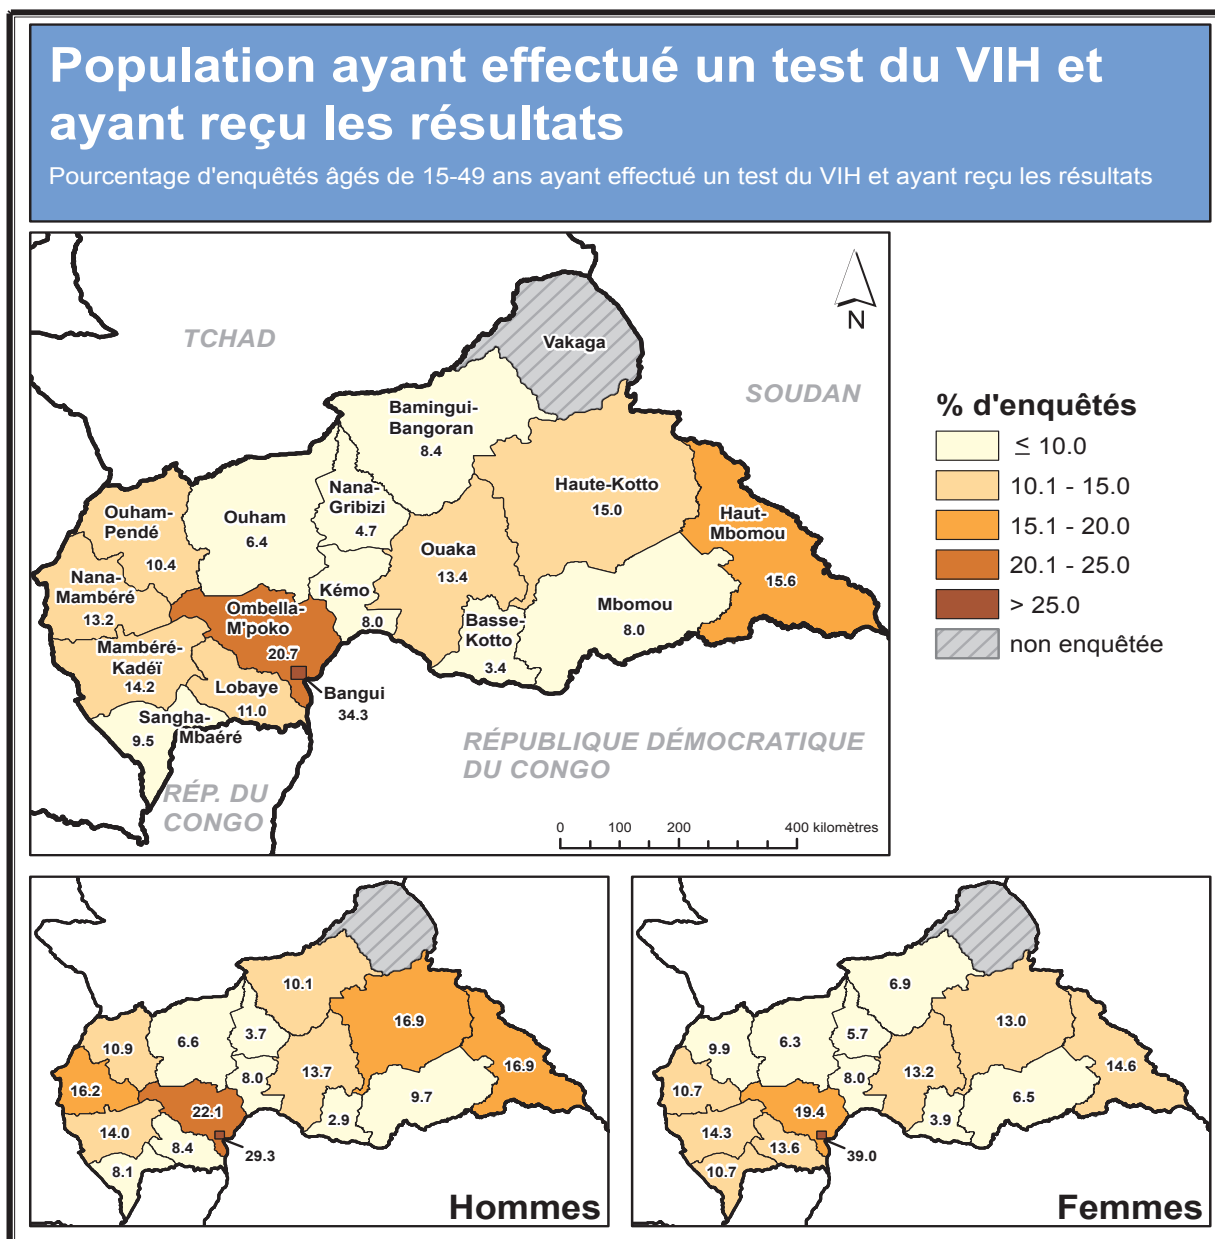 Population ayant effectué un test du VIH et
ayant reçu les résultats
Pourcentage d'enquêtés âgés de 15-49 ans ayant effectué un test du VIH et ayant reçu les résultats
N
TCHAD
SOUDAN
Vakaga
Bamingui-
Bangoran
8.4
Haute-Kotto
15.0
Haut-
Mbomou
15.6
Nana-
Gribizi
4.7
Ouham
6.4
Ouham-
Pendé
10.4
Ouaka
13.4
Nana-
Mambéré
13.2
Kémo
8.0
Ombella-
M'poko
20.7
Basse-
Kotto
3.4
Mbomou
8.0
Mambéré-
Kadéï
14.2
Lobaye
11.0
Bangui
34.3
Sangha-
Mbaéré
9.5
RÉPUBLIQUE DÉMOCRATIQUE
DU CONGO
RÉP. DU
CONGO
0 100 200 400 kilomètres
% d'enquêtés
≤ 10.0
10.1 - 15.0
15.1 - 20.0
20.1 - 25.0
> 25.0
non enquêtée
10.1
16.9
16.9
3.7
6.6
10.9
13.7
8.0
16.2
9.7
22.1
2.9
14.0
8.4
29.3
8.1
Hommes
6.9
13.0
14.6
5.7
6.3
9.9
13.2
8.0
10.7
6.5
19.4
3.9
14.3
13.6
39.0
10.7
Femmes